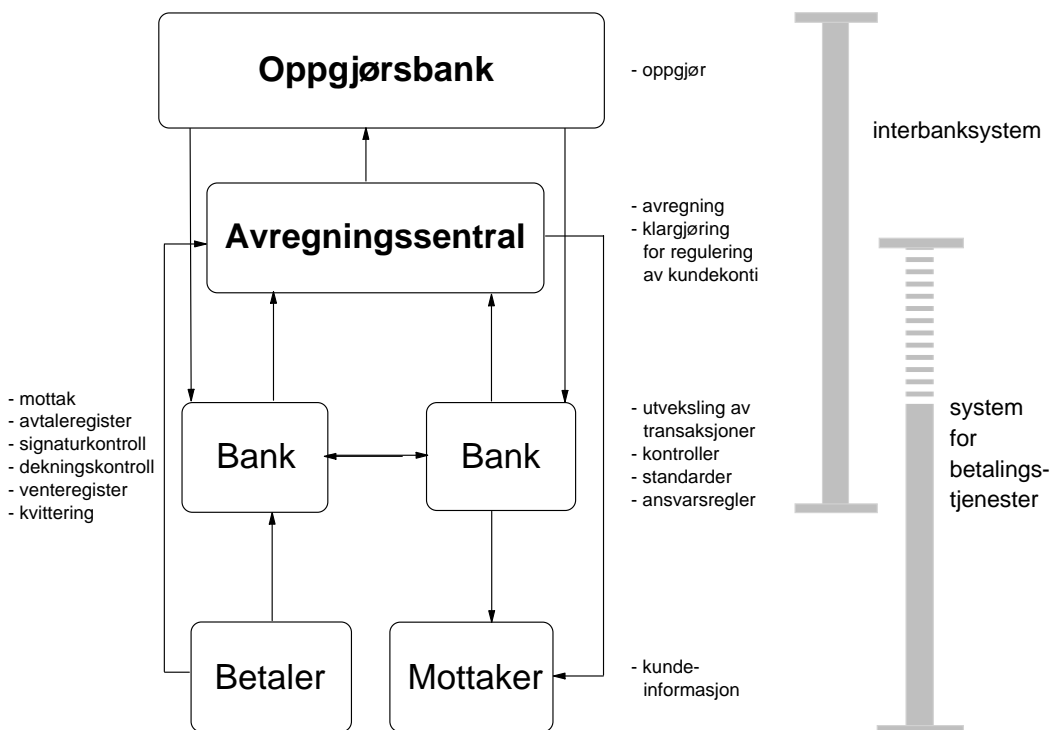 Oppgjørsbank
- oppgjør
interbanksystem
Avregningssentral
- avregning
- klargjøring
for regulering
av kundekonti
- mottak
- avtaleregister
- signaturkontroll
- dekningskontroll
- venteregister
- kvittering
Bank
Bank
- utveksling av
transaksjoner
- kontroller
- standarder
- ansvarsregler
system
for
betalings-
tjenester
Betaler
Mottaker
- kunde-
informasjon